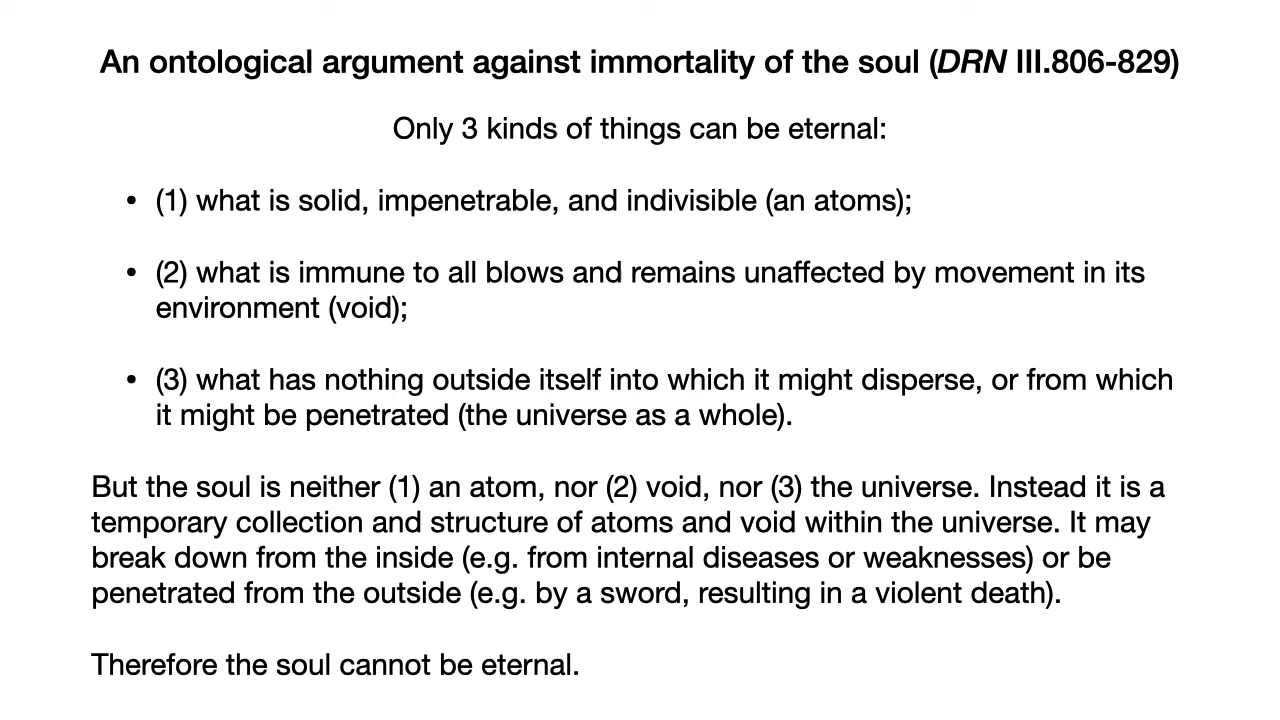 An ontological argument against immortality of the soul (DRN III.806-829)
Only 3 kinds of things can be eternal:
• (1) what is solid, impenetrable, and indivisible (an atoms);
• (2) what is immune to all blows and remains unaffected by movement in its
environment (void);
• (3) what has nothing outside itself into which it might disperse, or from which
it might be penetrated (the universe as a whole).
But the soul is neither (1) an atom, nor (2) void, nor (3) the universe. Instead it is a
temporary collection and structure of atoms and void within the universe. It may
break down from the inside (e.g. from internal diseases or weaknesses) or be
penetrated from the outside (e.g. by a sword, resulting in a violent death).
Therefore the soul cannot be eternal.